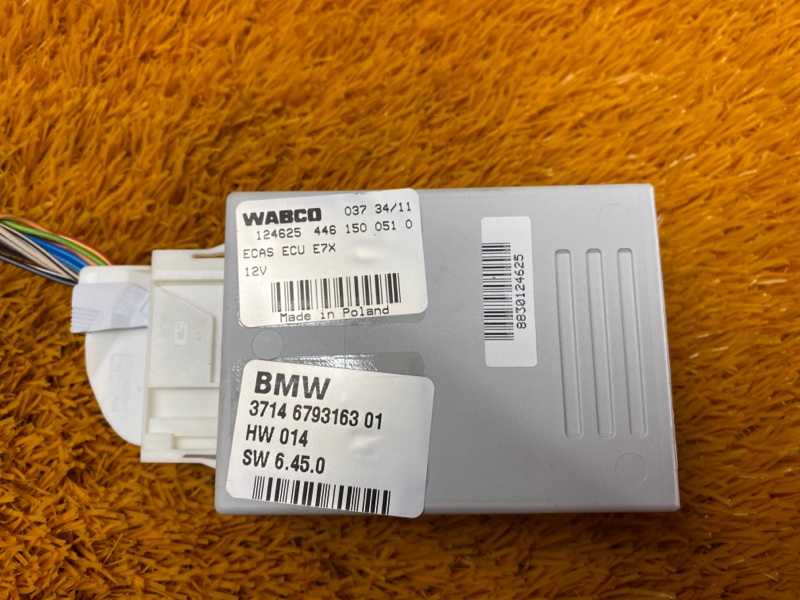 WABCO 037 34/11
124625 446 150 051 0
ECAS ECU E7X
12V
Made in Poland
8830124625
BMW
3714 6793163 01
HW 014
SW 6.45.0